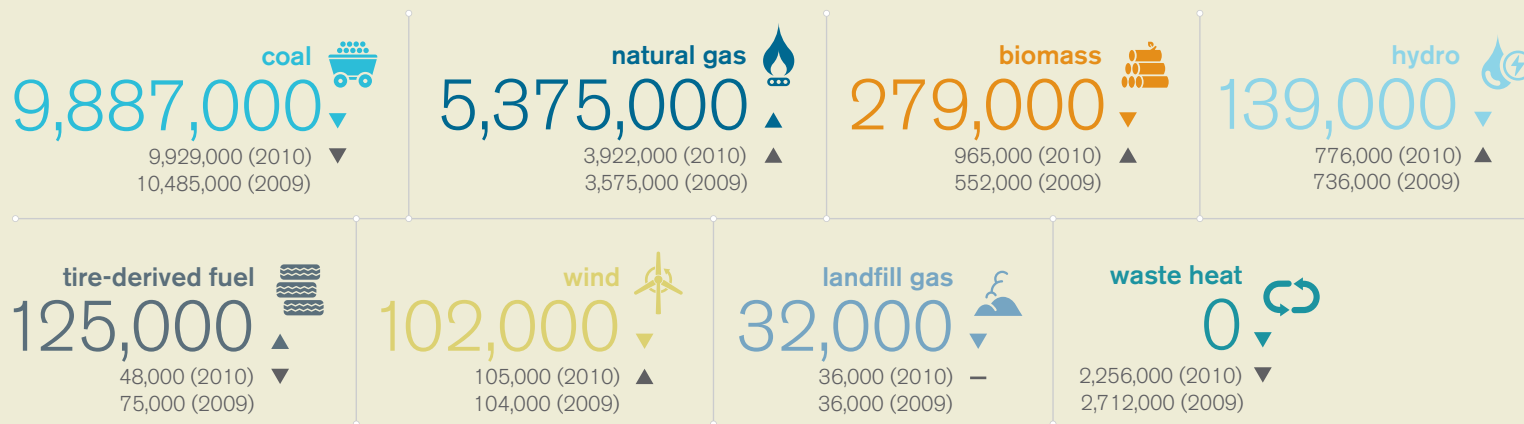 coal
9,887,000 ▼
9,929,000 (2010) ▼
10,485,000 (2009)
natural gas
5,375,000 ▲
3,922,000 (2010) ▲
3,575,000 (2009)
biomass
279,000 ▼
965,000 (2010) ▲
552,000 (2009)
hydro
139,000 ▼
776,000 (2010) ▲
736,000 (2009)
tire-derived fuel
125,000 ▲
48,000 (2010) ▼
75,000 (2009)
wind
102,000 ▼
105,000 (2010) ▲
104,000 (2009)
landfill gas
32,000 ▼
36,000 (2010) –
36,000 (2009)
waste heat
0 ▼
2,256,000 (2010) ▼
2,712,000 (2009)